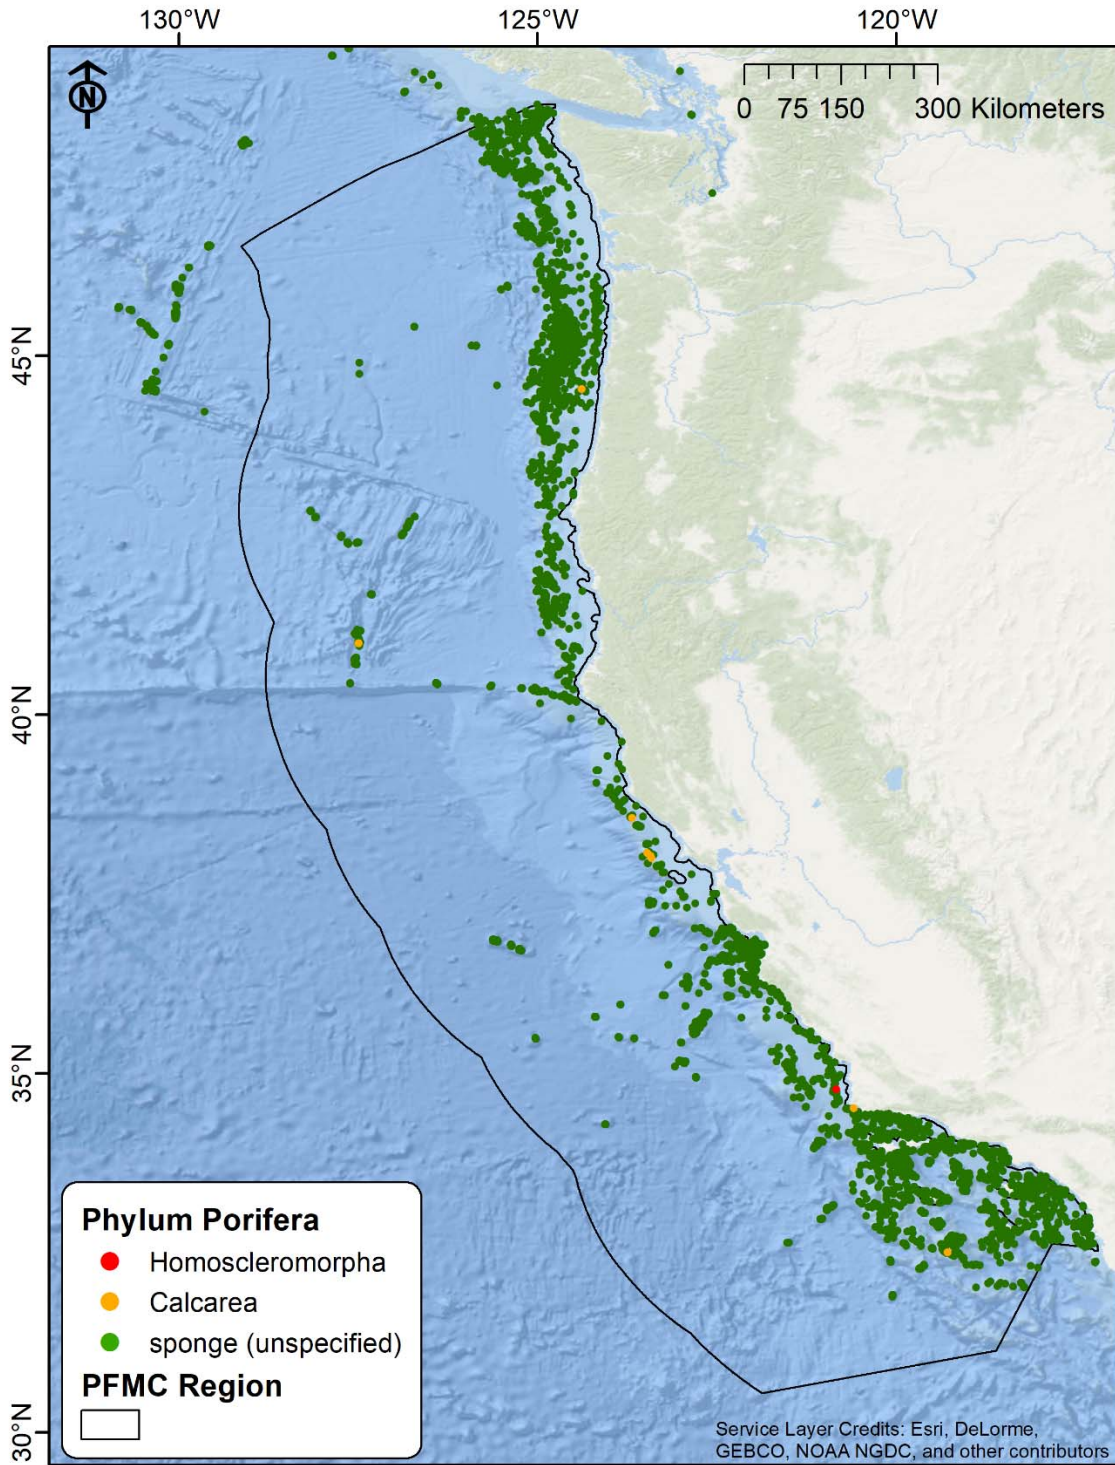 130°W 125°W 120°W
N
0 75 150 300 Kilometers
45°N
40°N
35°N
30°N
Phylum Porifera
Homoscleromorpha
Calcarea
sponge (unspecified)
PFMC Region
Service Layer Credits: Esri, DeLorme,
GEBCO, NOAA NGDC, and other contributors